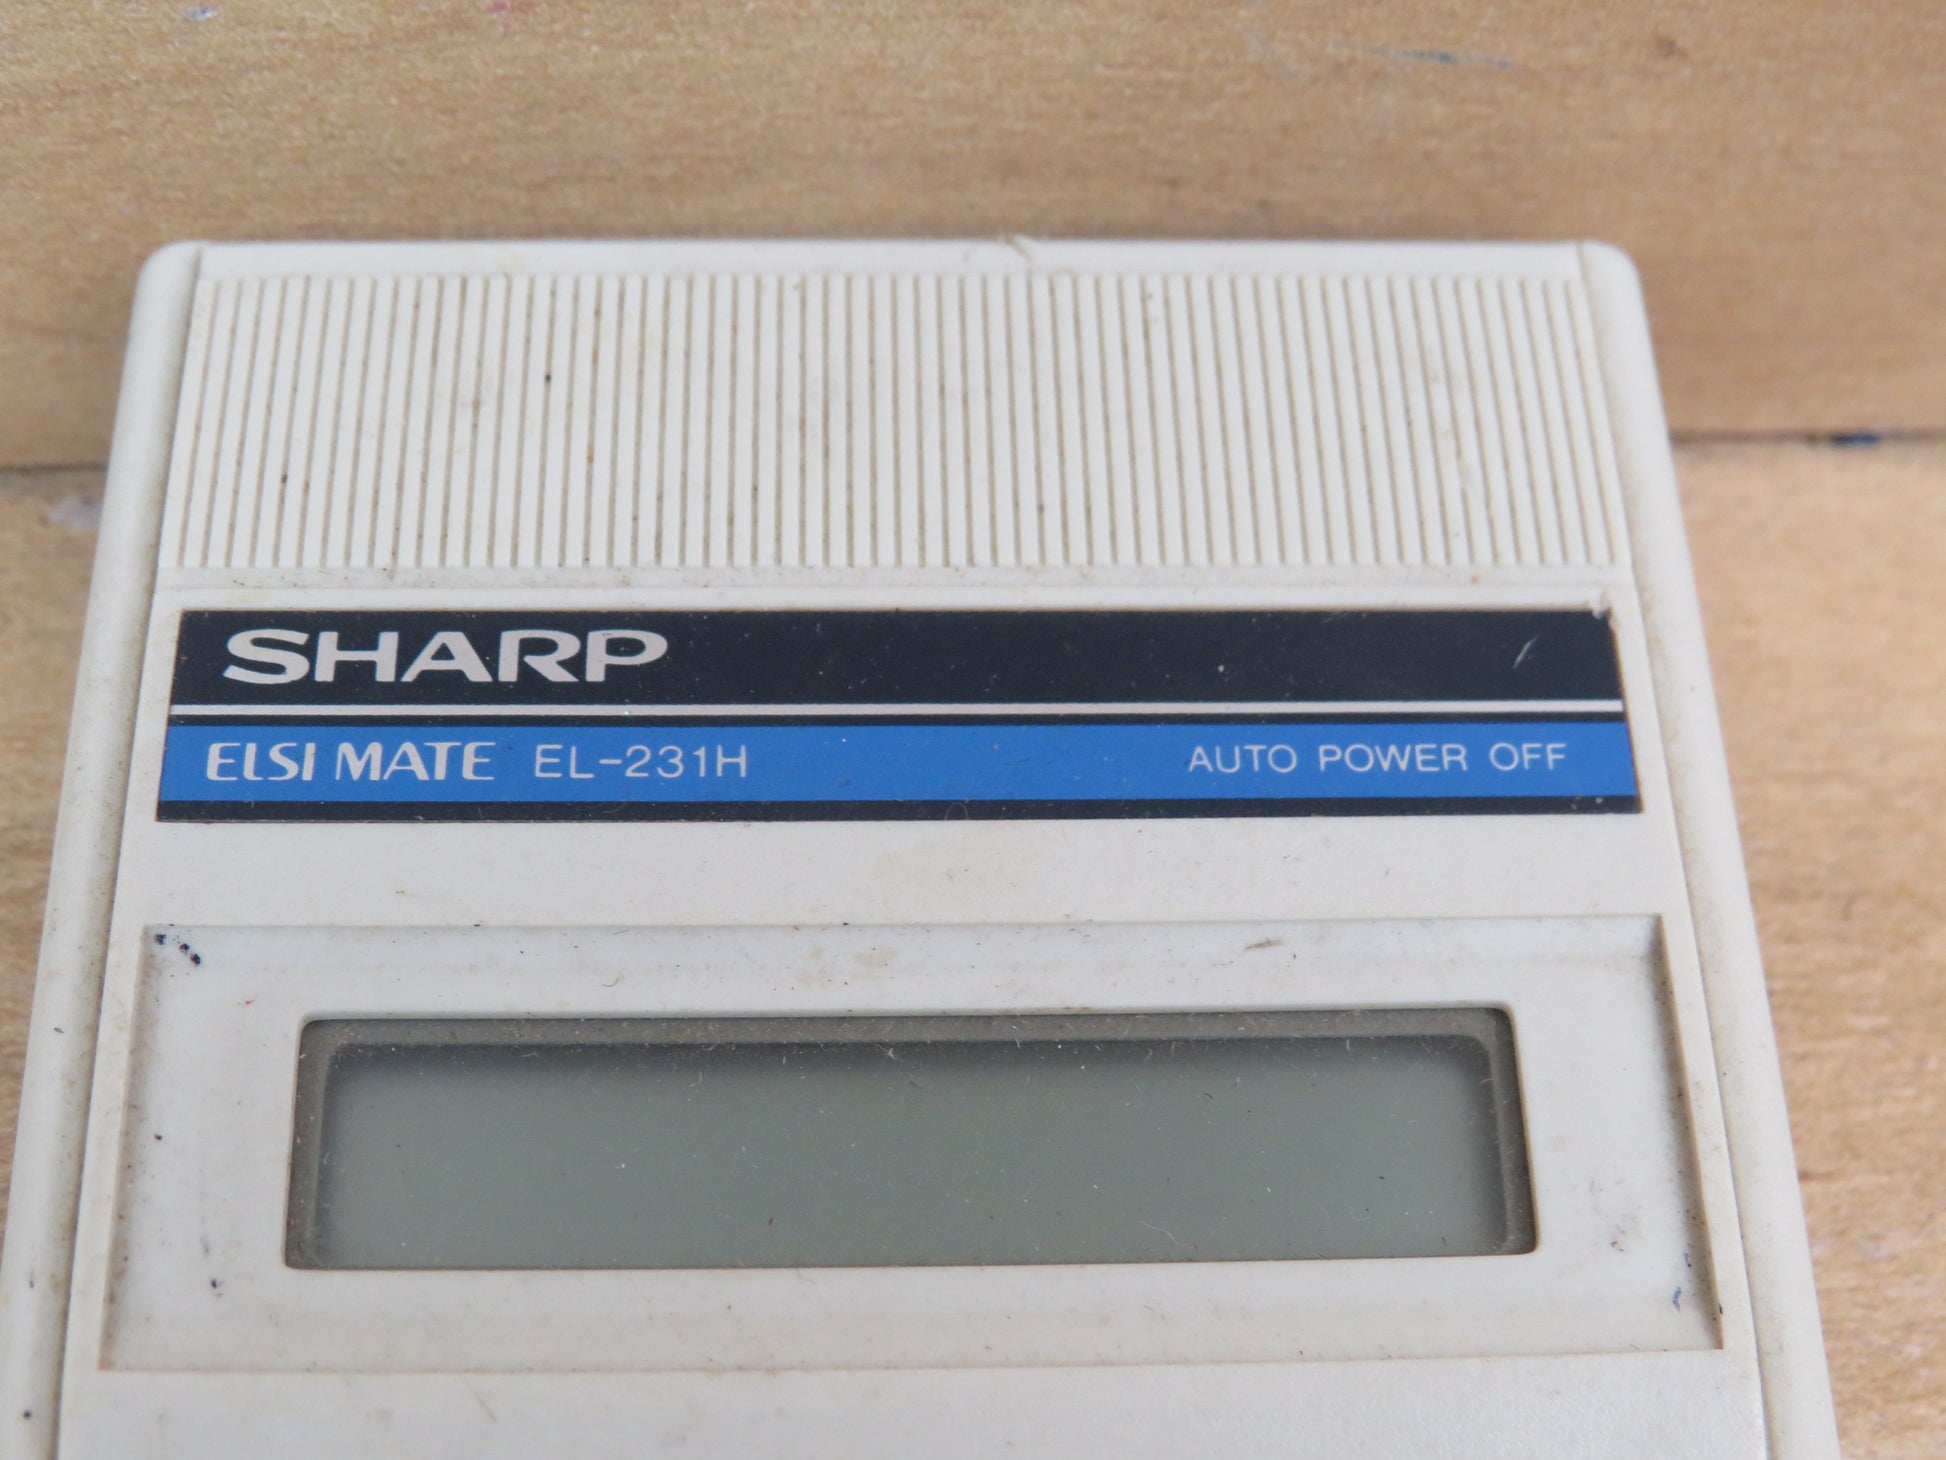 SHARP
ELSI MATE EL-231H AUTO POWER OFF